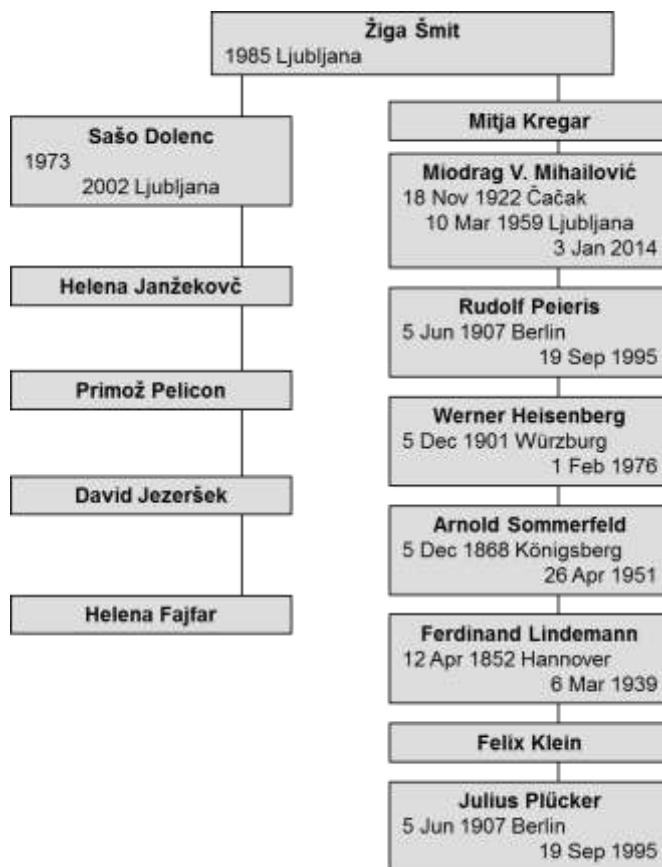 Žiga Šmit
1985 Ljubljana
Sašo Dolenc
1973
2002 Ljubljana
Helena Janžekovč
Primož Pelicon
David Jezeršek
Helena Fajfar
Mitja Kregar
Miodrag V. Mihailović
18 Nov 1922 Čačak
10 Mar 1959 Ljubljana
3 Jan 2014
Rudolf Peieris
5 Jun 1907 Berlin
19 Sep 1995
Werner Heisenberg
5 Dec 1901 Würzburg
1 Feb 1976
Arnold Sommerfeld
5 Dec 1868 Königsberg
26 Apr 1951
Ferdinand Lindemann
12 Apr 1852 Hannover
6 Mar 1939
Felix Klein
Julius Plücker
5 Jun 1907 Berlin
19 Sep 1995